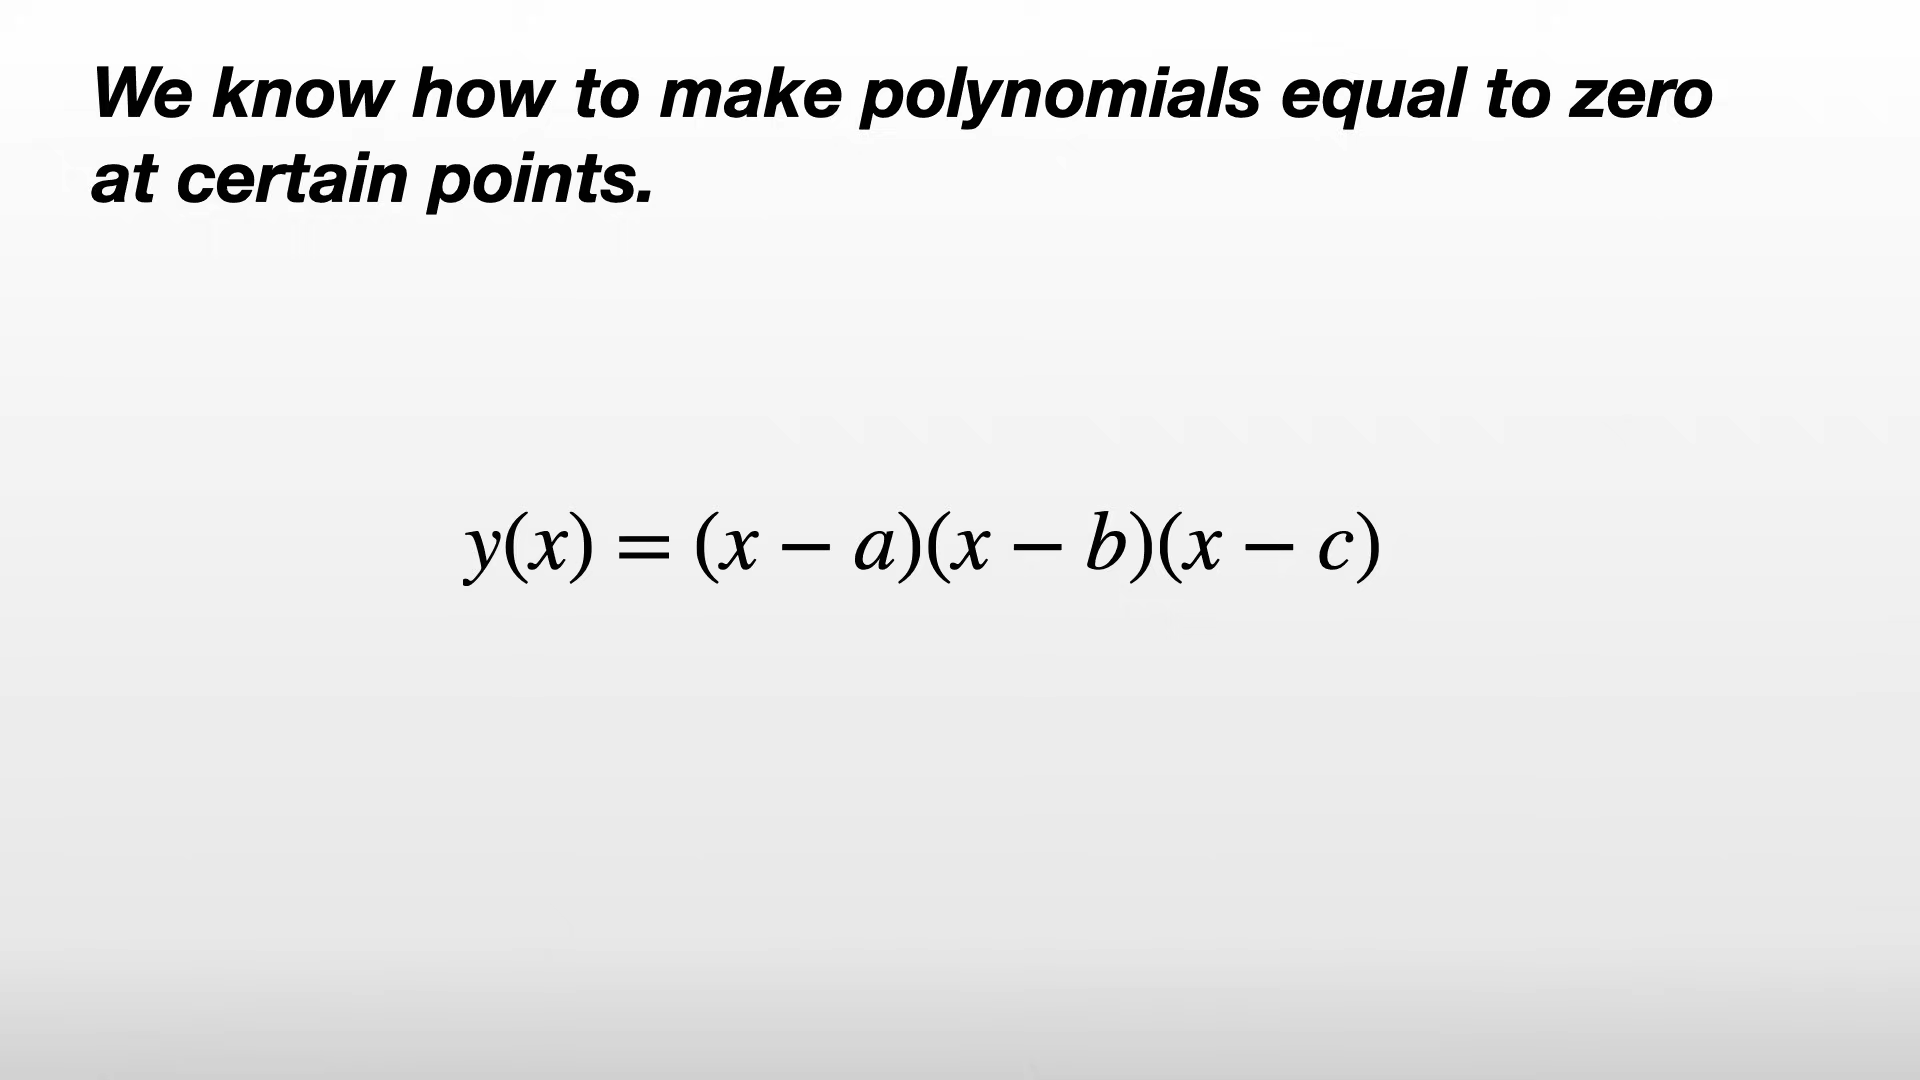 We know how to make polynomials equal to zero
at certain points.
y(x) = (x − a)(x − b)(x − c)